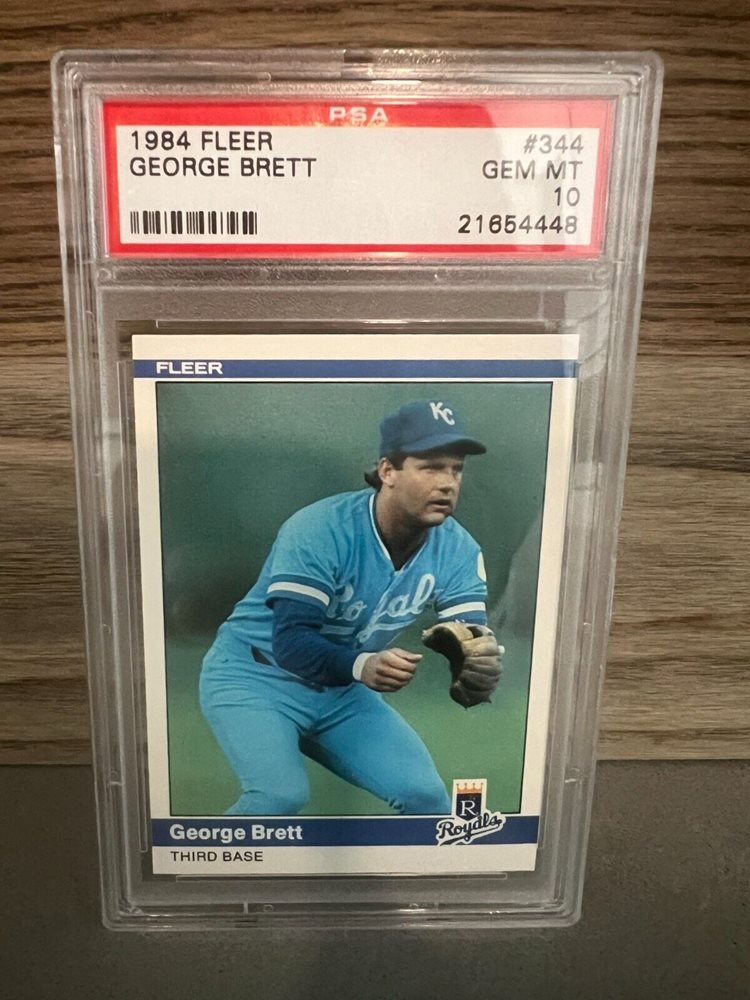 PSA
1984 FLEER #344
GEORGE BRETT GEM MT
10
21654448
FLEER
KC
Royals
R
Royals
George Brett
THIRD BASE